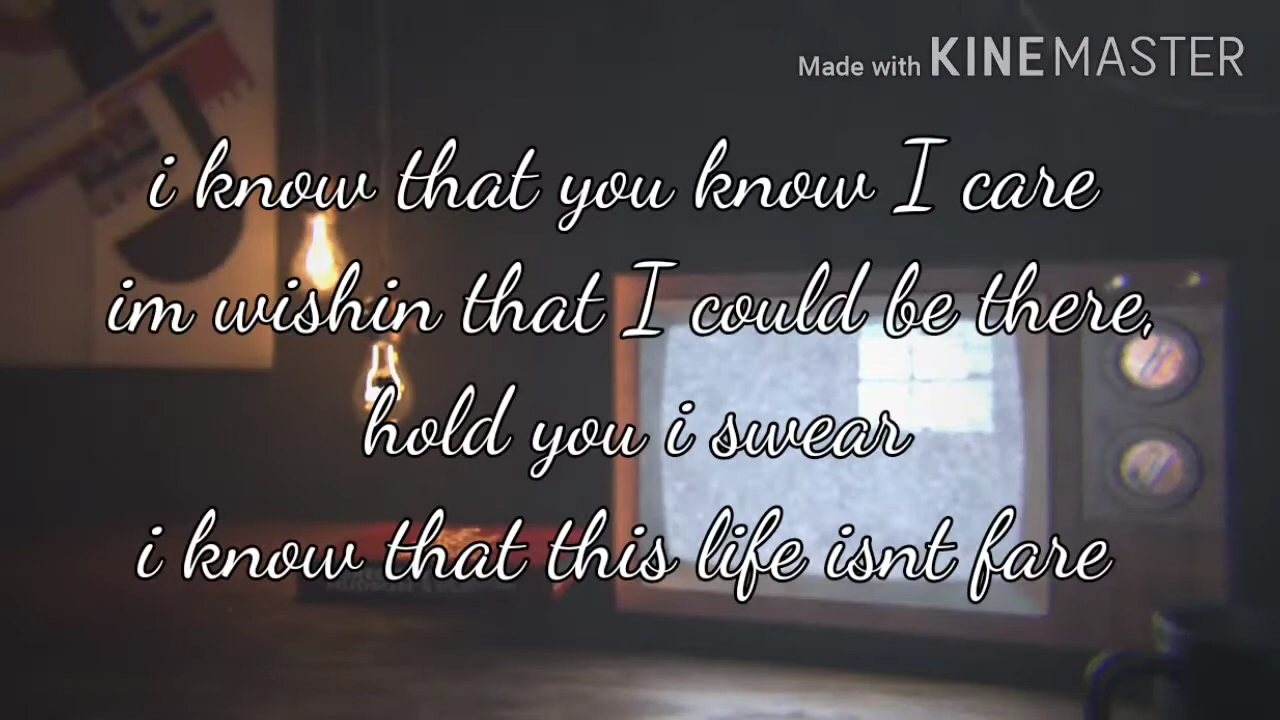 Made with KINEMASTER
i know that you know I care
im wishin that I could be there,
hold you i swear
i know that this life isnt fare